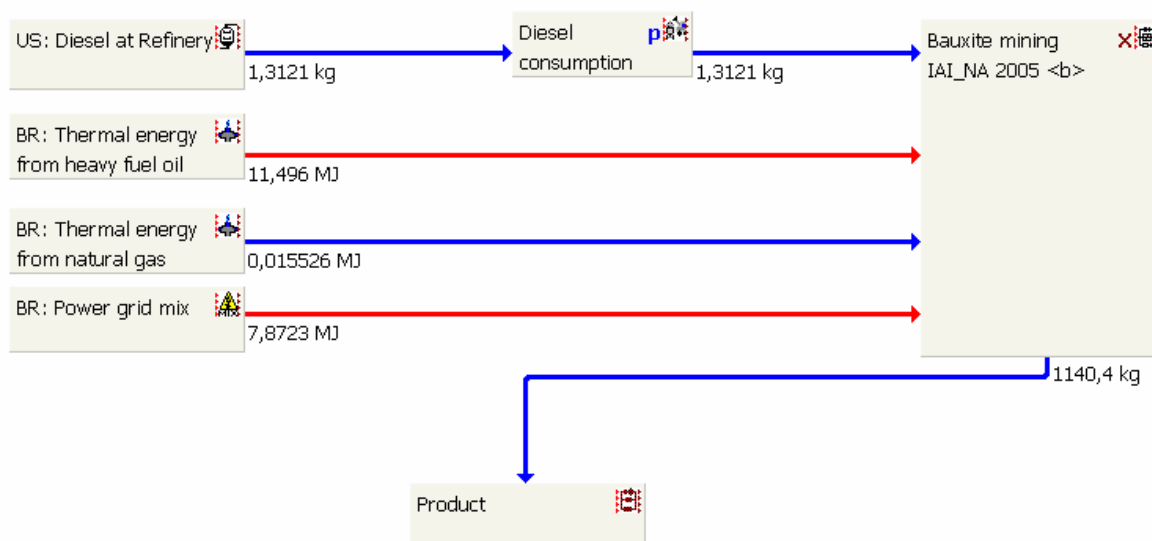 US: Diesel at Refinery
1,3121 kg
Diesel
consumption
p
1,3121 kg
Bauxite mining
IAI_NA 2005 <b>
X
BR: Thermal energy
from heavy fuel oil
11,496 MJ
BR: Thermal energy
from natural gas
0,015526 MJ
BR: Power grid mix
MIX
7,8723 MJ
1140,4 kg
Product